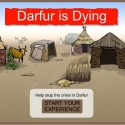 Darfur is Dying
Help stop the crisis in Darfur
START YOUR
EXPERIENCE